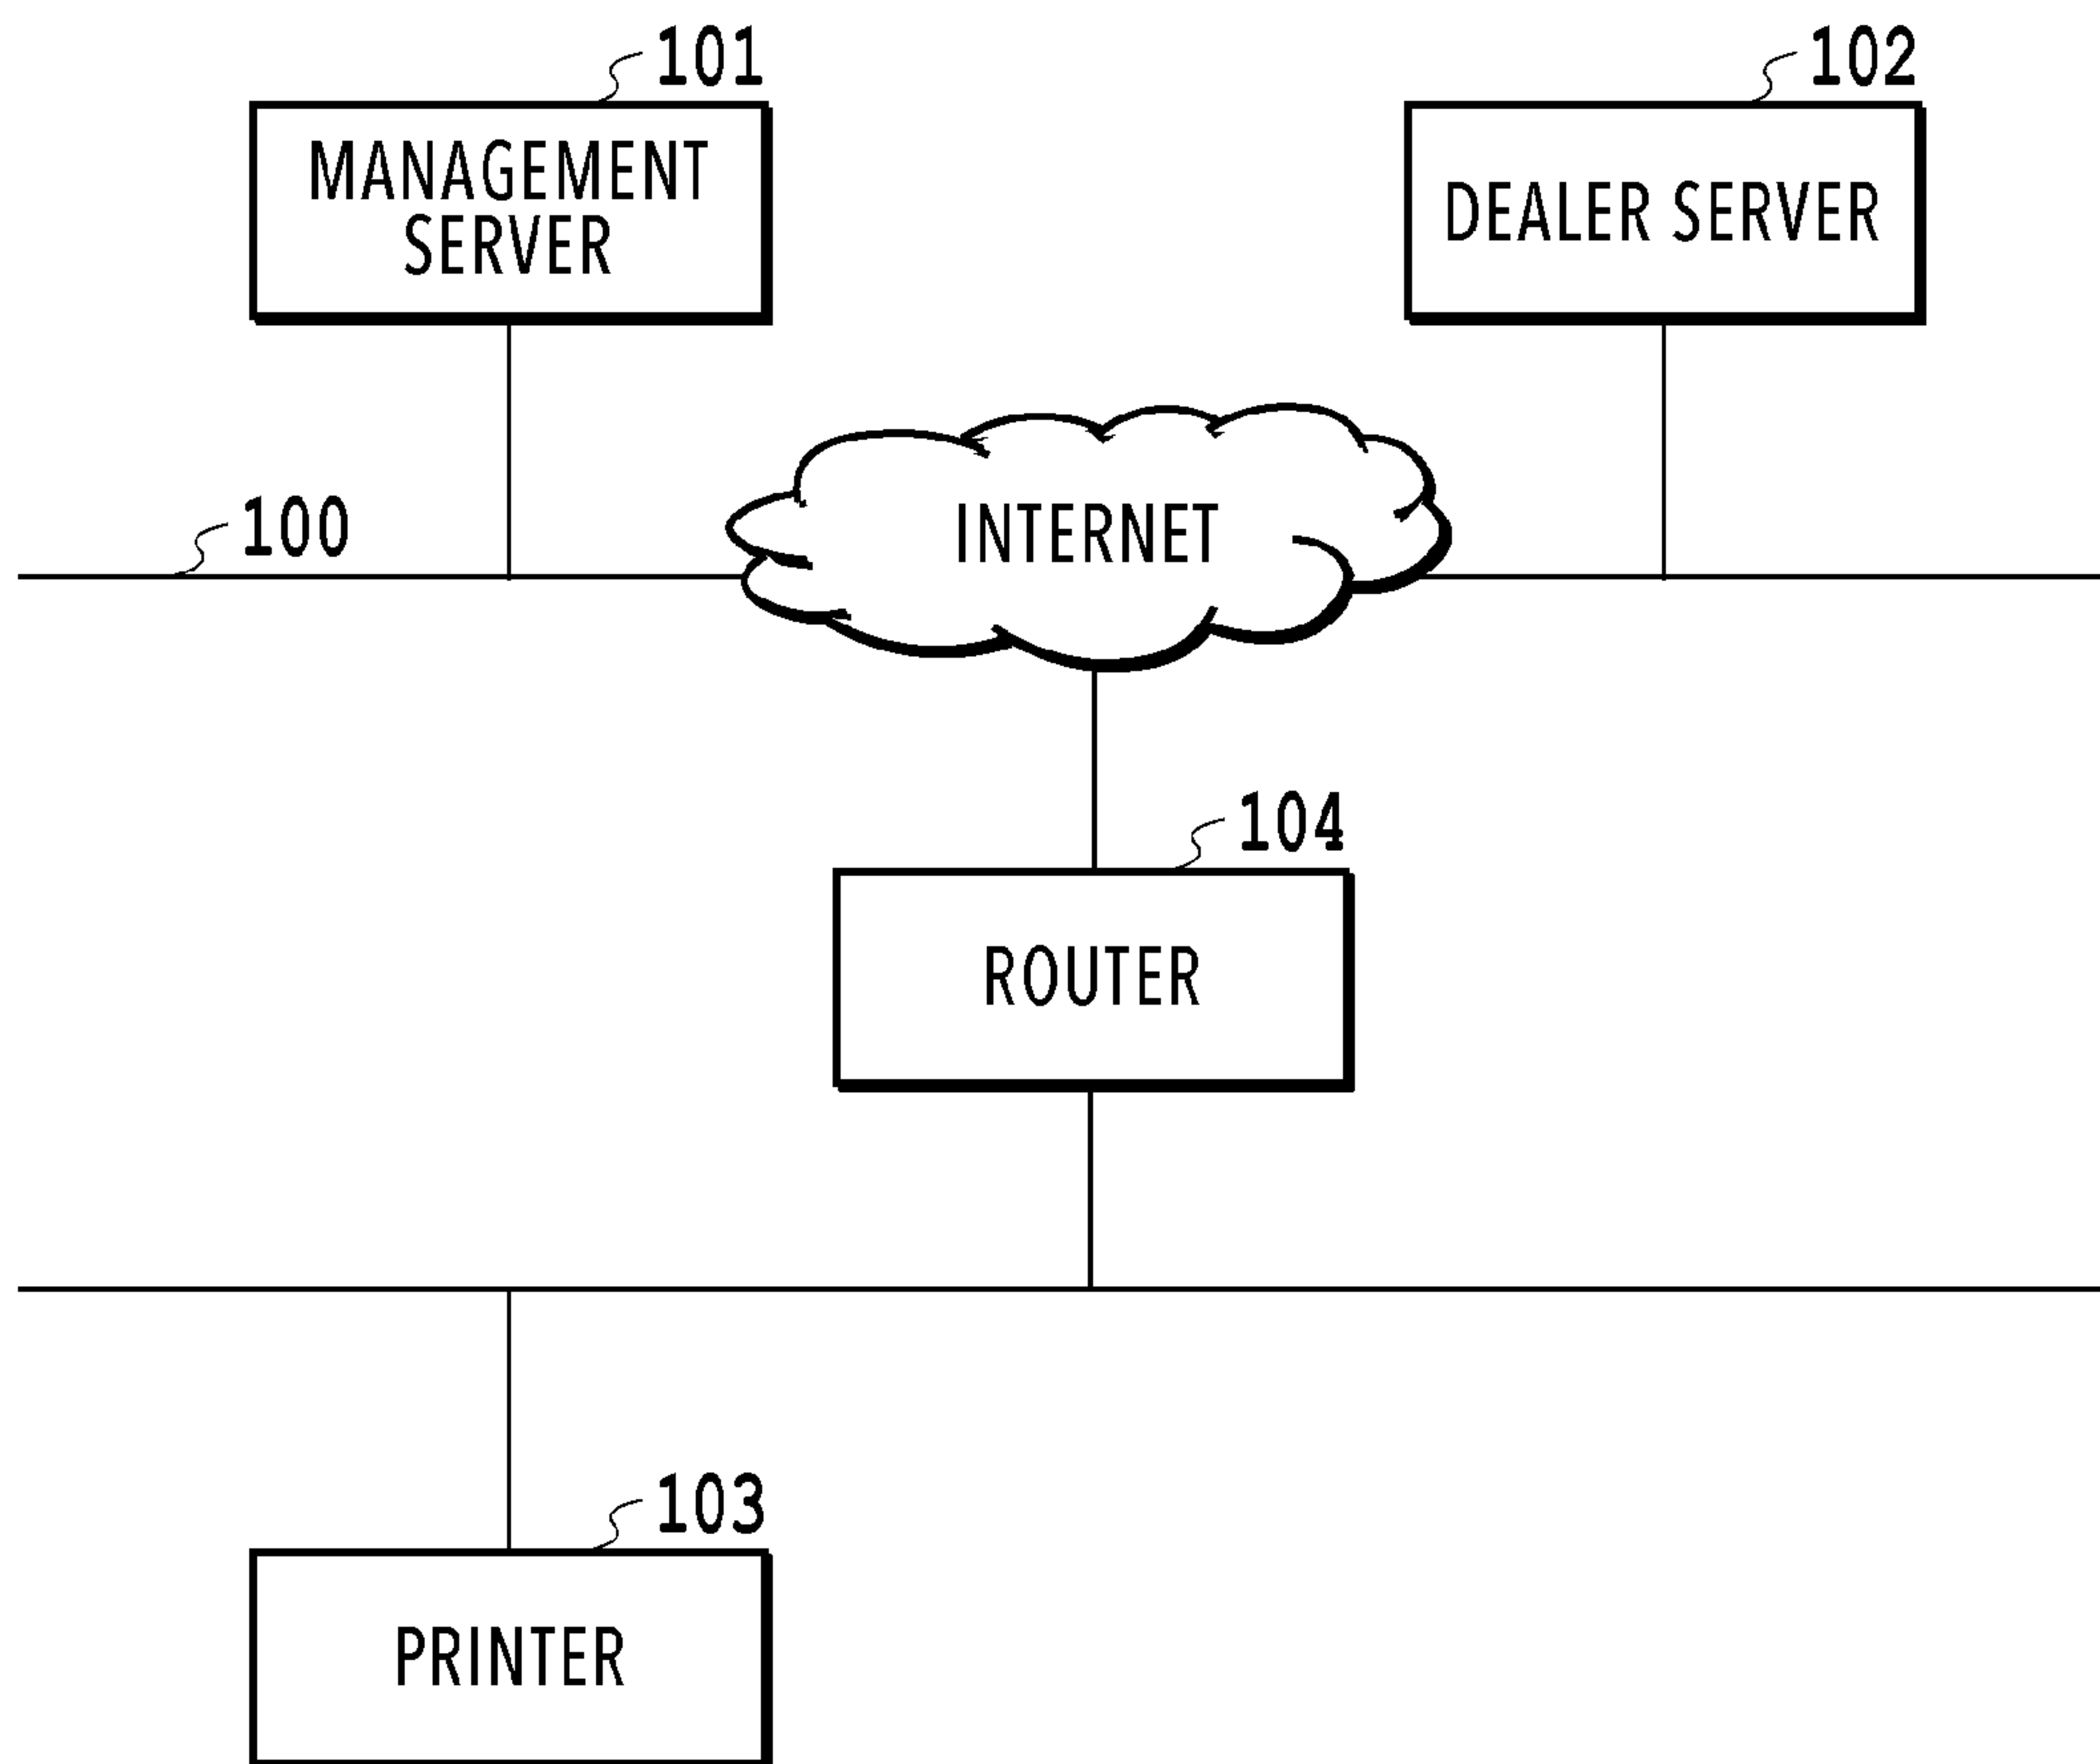 101
MANAGEMENT
SERVER
102
DEALER SERVER
100
INTERNET
104
ROUTER
103
PRINTER